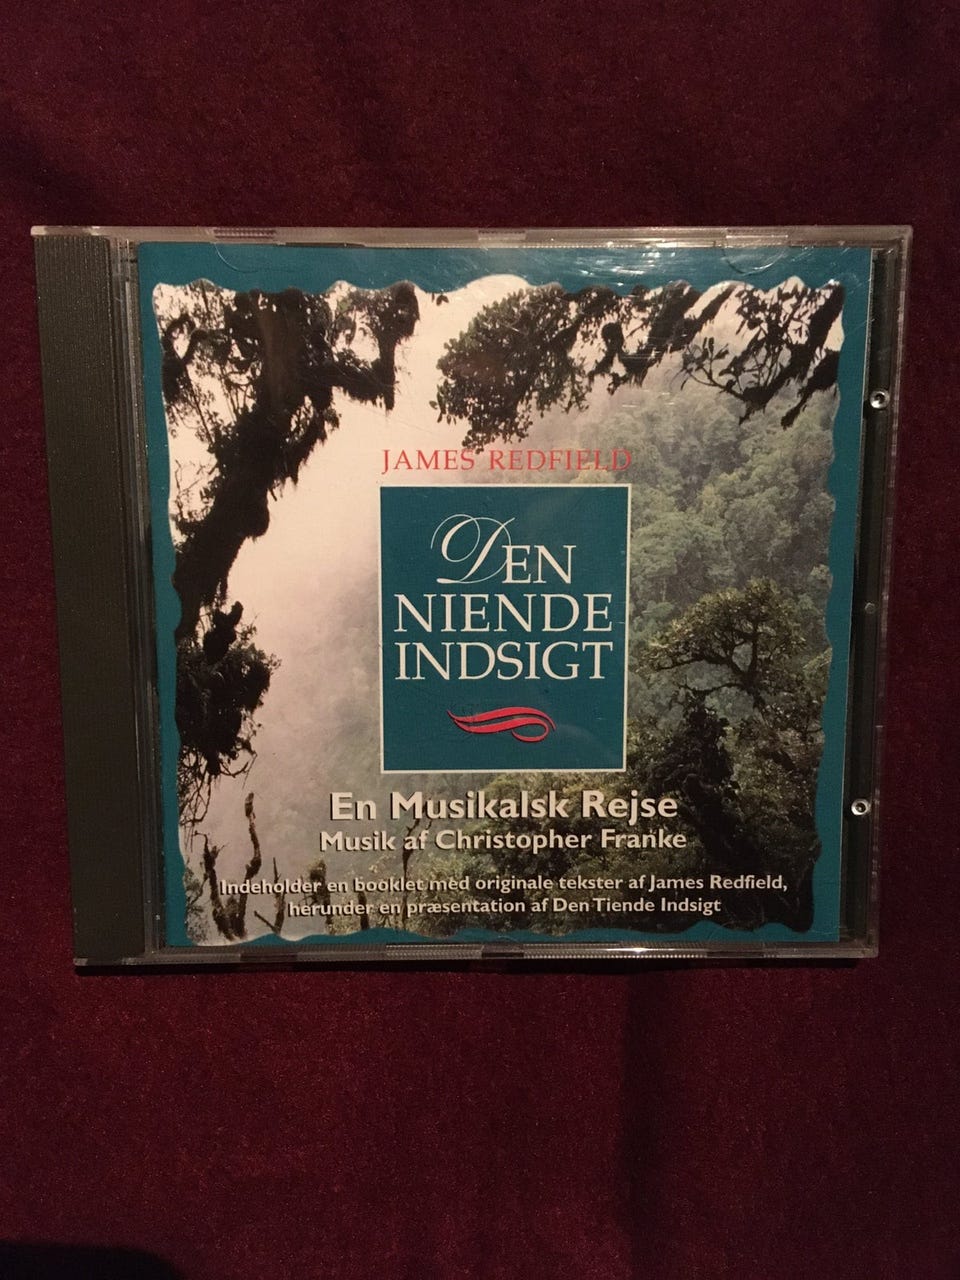 JAMES REDFIELD
DEN
NIENDE
INDSIGT
En Musikalsk Rejse
Musik af Christopher Franke
Indeholder en booklet med originale tekster af James Redfield,
herunder en præsentation af Den Tiende Indsigt